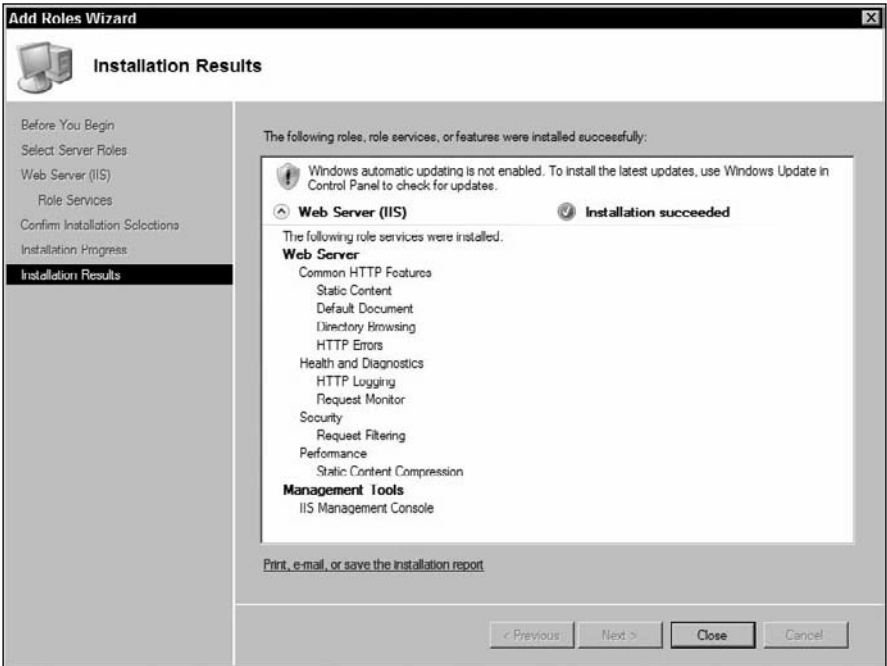 Add Roles Wizard
Installation Results
Before You Begin
Select Server Roles
Web Server (IIS)
Role Services
Confirm Installation Selections
Installation Progress
Installation Results
The following roles, role services, or features were installed successfully:
Windows automatic updating is not enabled. To install the latest updates, use Windows Update in
Control Panel to check for updates.
Web Server (IIS) Installation succeeded
The following role services were installed:
Web Server
Common HTTP Features
Static Content
Default Document
Directory Browsing
HTTP Errors
Health and Diagnostics
HTTP Logging
Request Monitor
Security
Request Filtering
Performance
Static Content Compression
Management Tools
IIS Management Console
Print, e-mail, or save the installation report
< Previous Next > Close Cancel